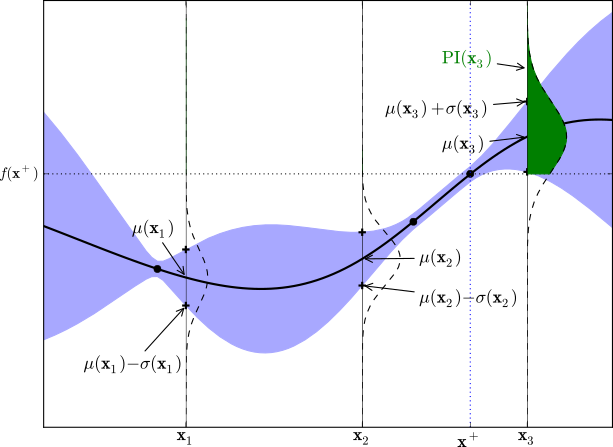 PI(x₃)
μ(x₃)+σ(x₃)
μ(x₃)
f(x⁺)
μ(x₁)
μ(x₂)
μ(x₂)−σ(x₂)
μ(x₁)−σ(x₁)
x₁ x₂ x⁺ x₃